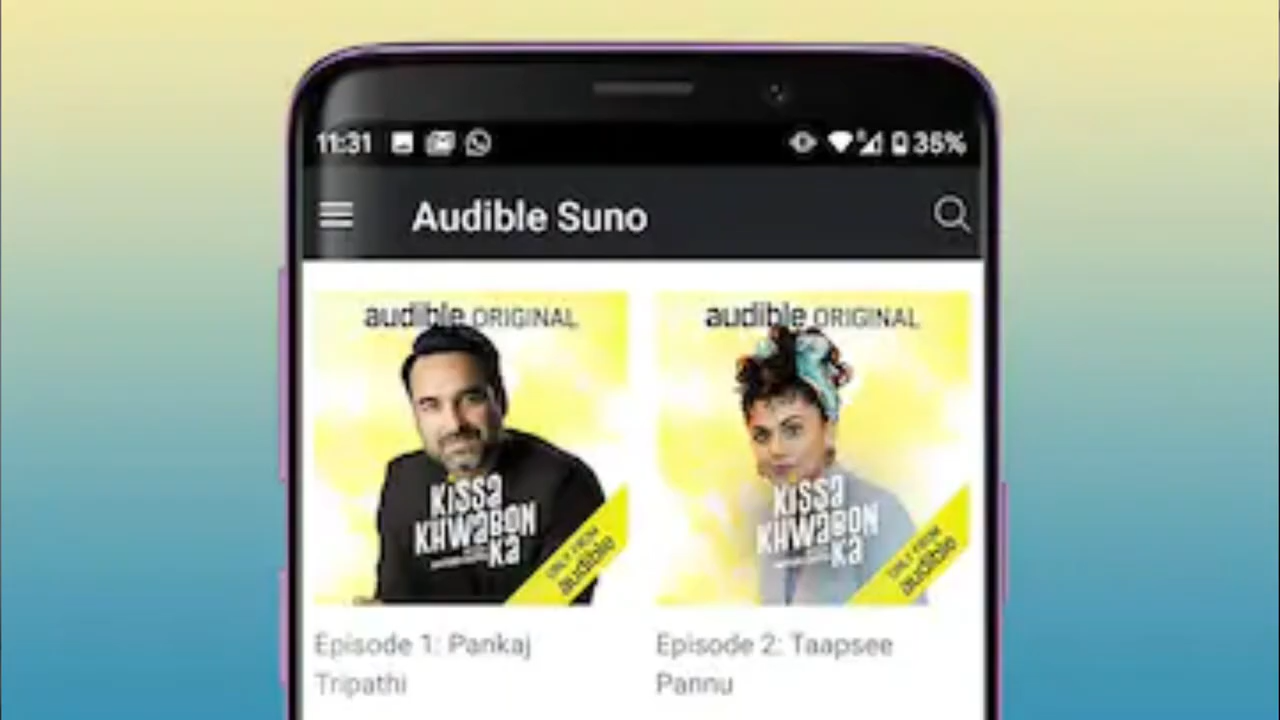 11:31
35%
Audible Suno
audible ORIGINAL
KISSA
KHWABON
KA
ONLY FROM
audible
Episode 1: Pankaj
Tripathi
audible ORIGINAL
KISSA
KHWABON
KA
ONLY FROM
audible
Episode 2: Taapsee
Pannu